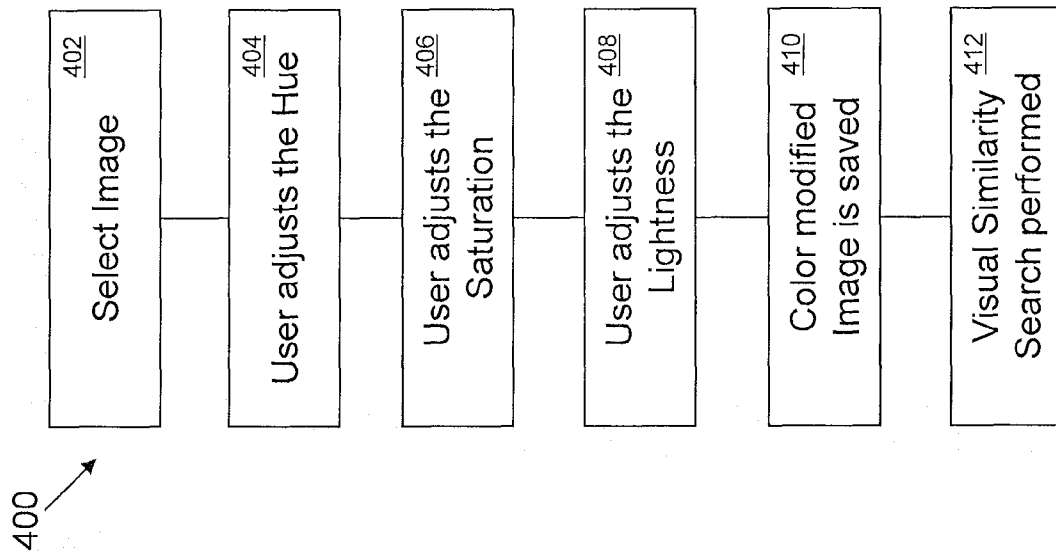 400
402
Select Image
404
User adjusts the Hue
406
User adjusts the
Saturation
408
User adjusts the
Lightness
410
Color modified
Image is saved
412
Visual Similarity
Search performed